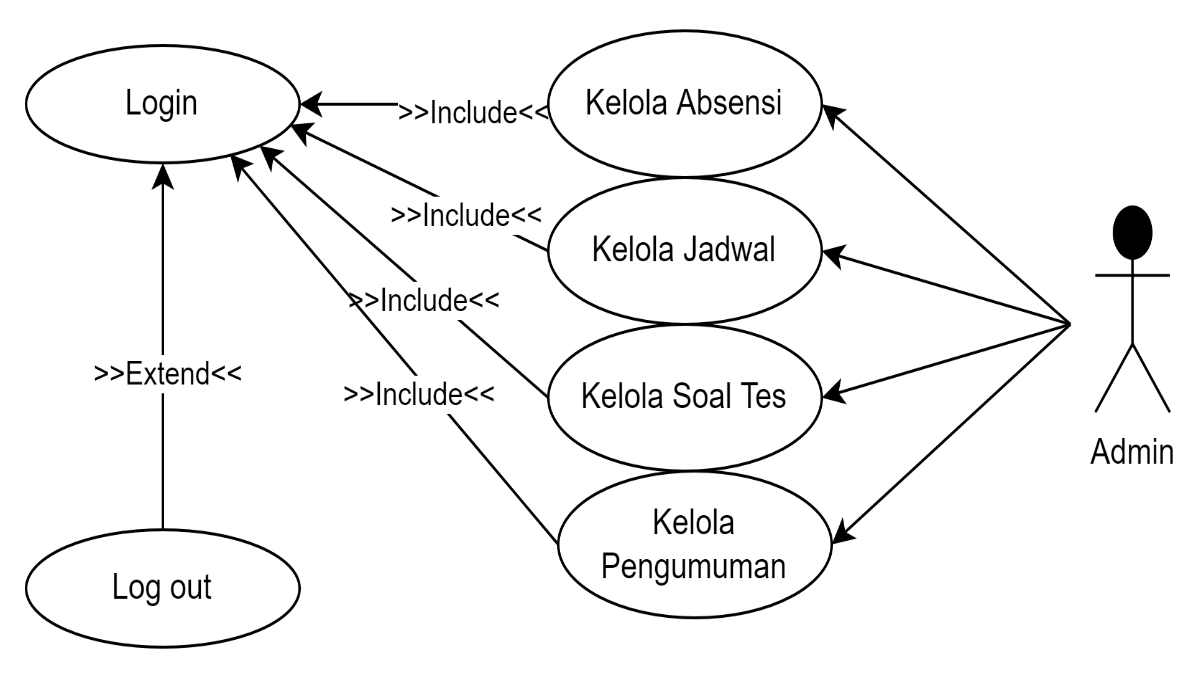 Login
>>Include<<
Kelola Absensi
>>Include<<
Kelola Jadwal
>>Include<<
>>Extend<<
>>Include<<
Kelola Soal Tes
Admin
Kelola
Pengumuman
Log out